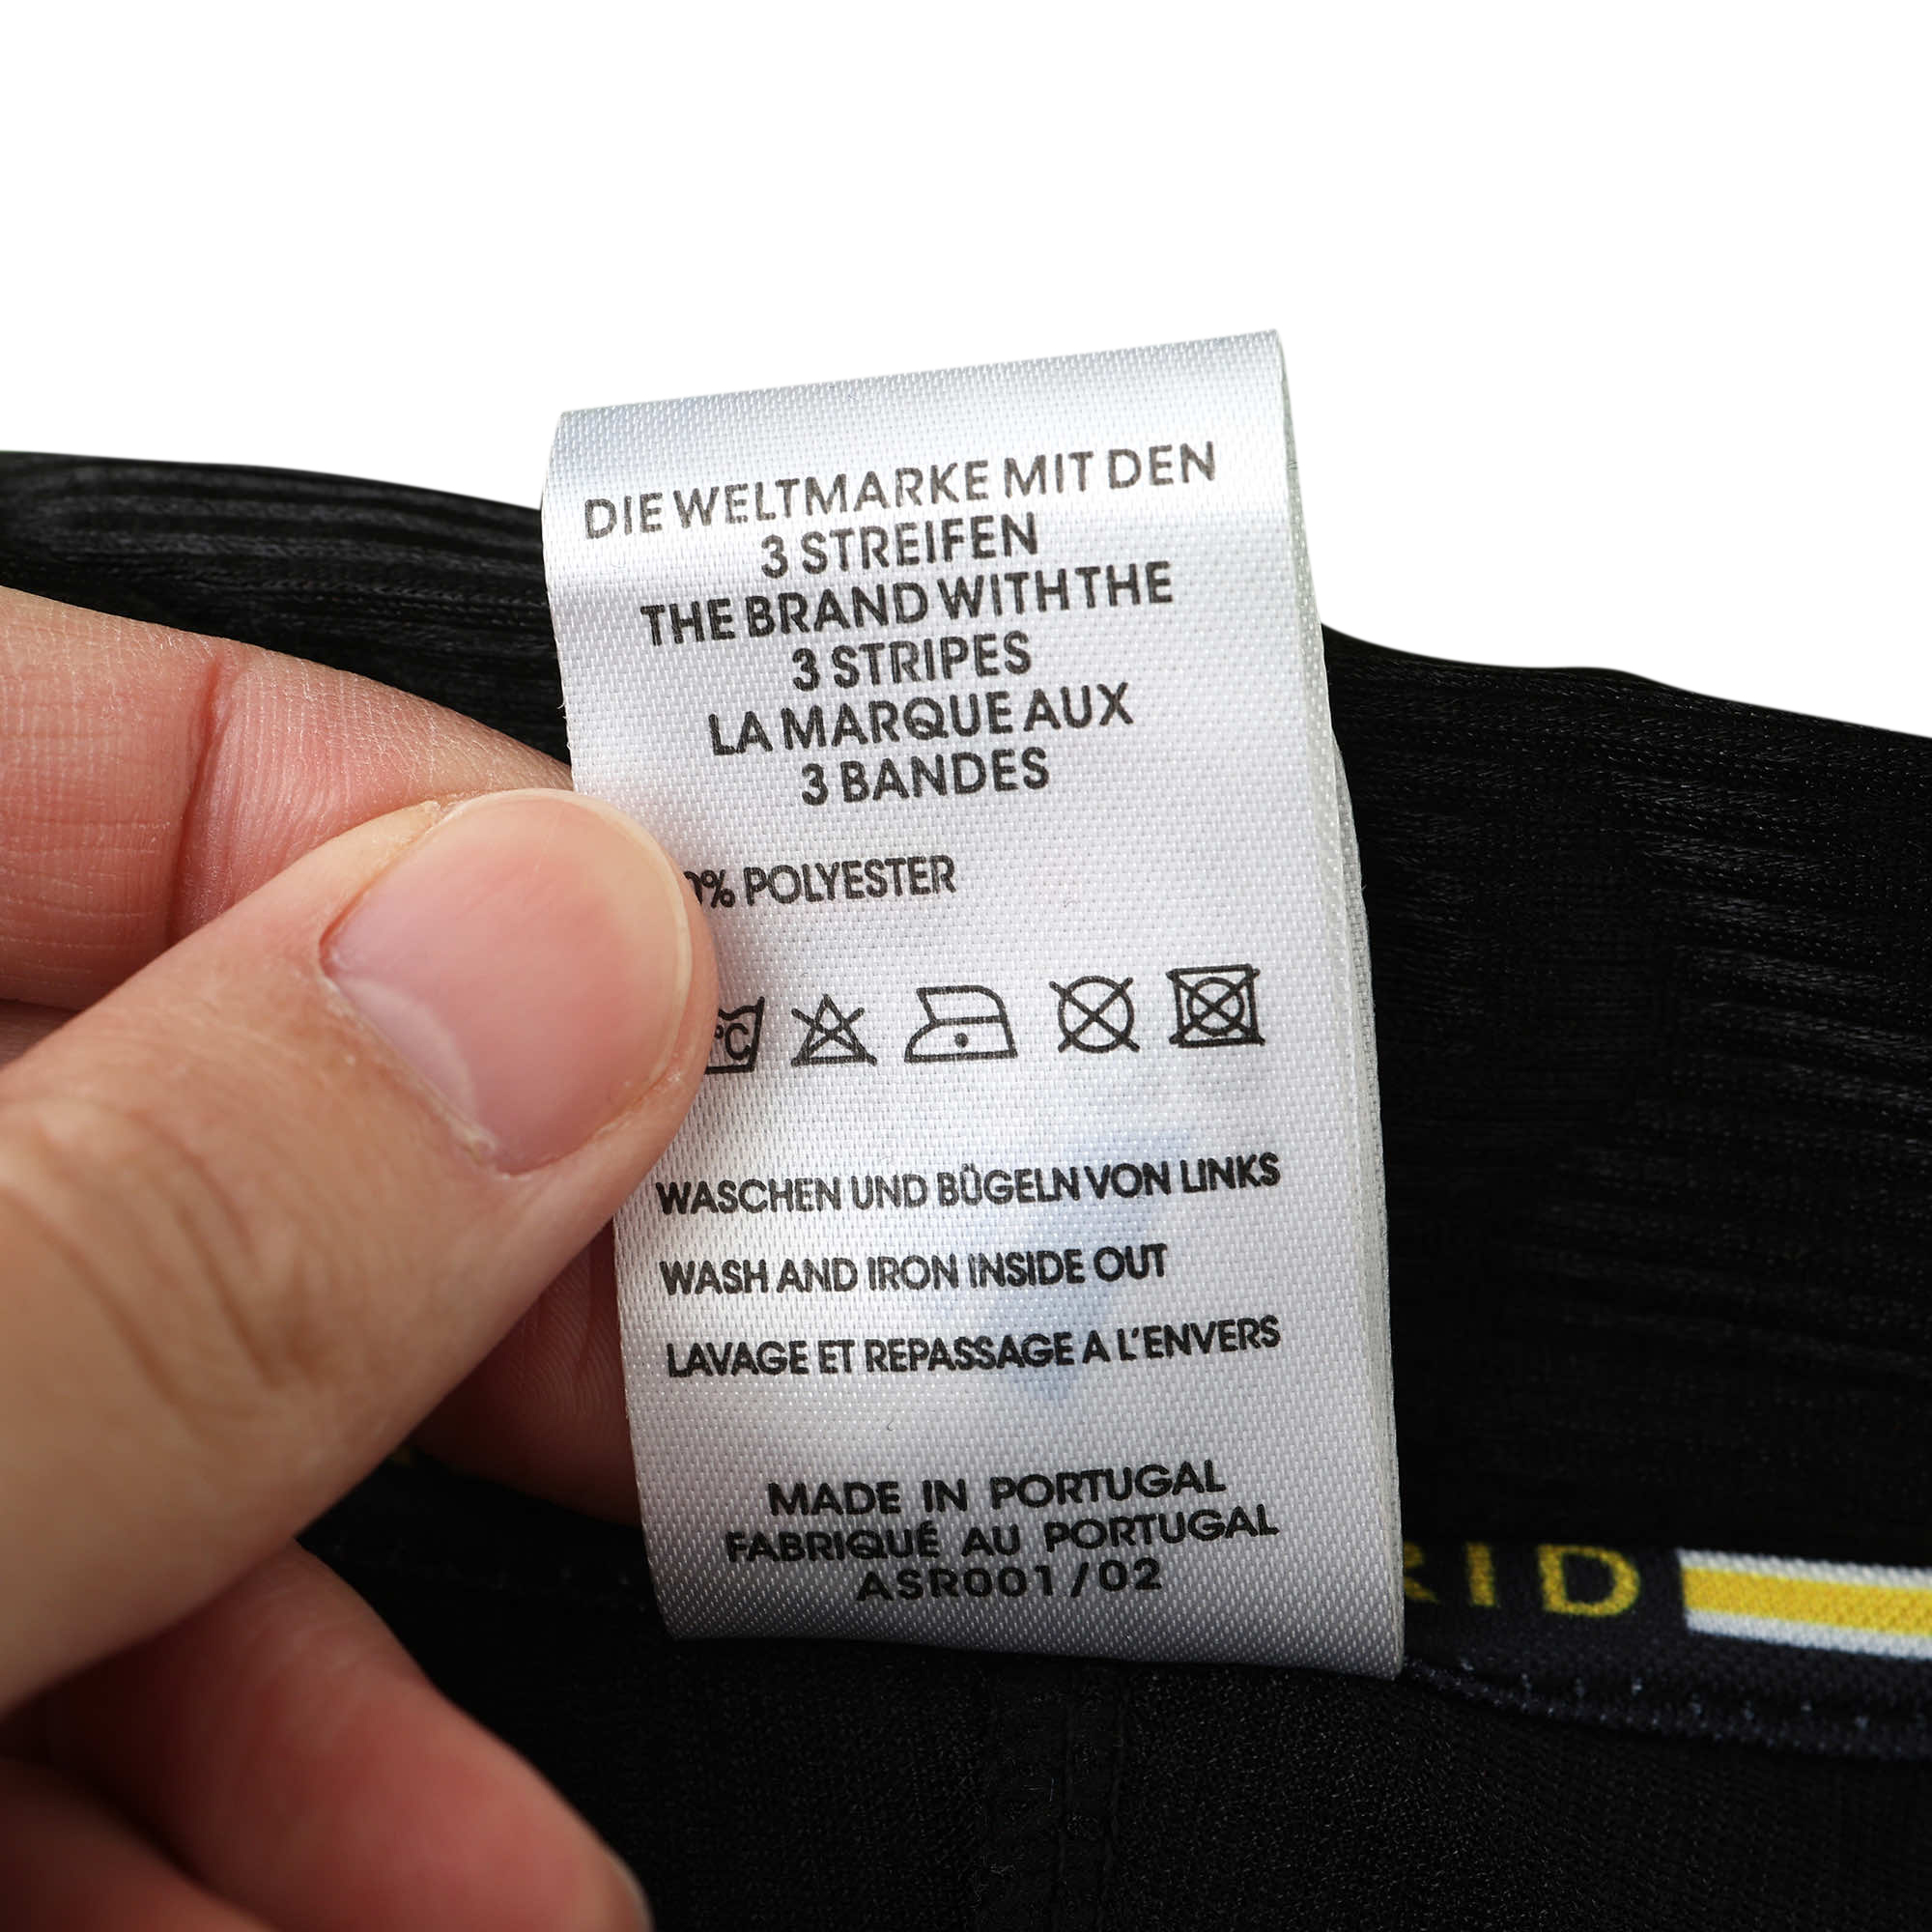 DIE WELTMARKE MIT DEN
3 STREIFEN
THE BRAND WITH THE
3 STRIPES
LA MARQUE AUX
3 BANDES
POLYESTER
°C
WASCHEN UND BÜGELN VON LINKS
WASH AND IRON INSIDE OUT
LAVAGE ET REPASSAGE A L'ENVERS
MADE IN PORTUGAL
FABRIQUÉ AU PORTUGAL
ASR001/02